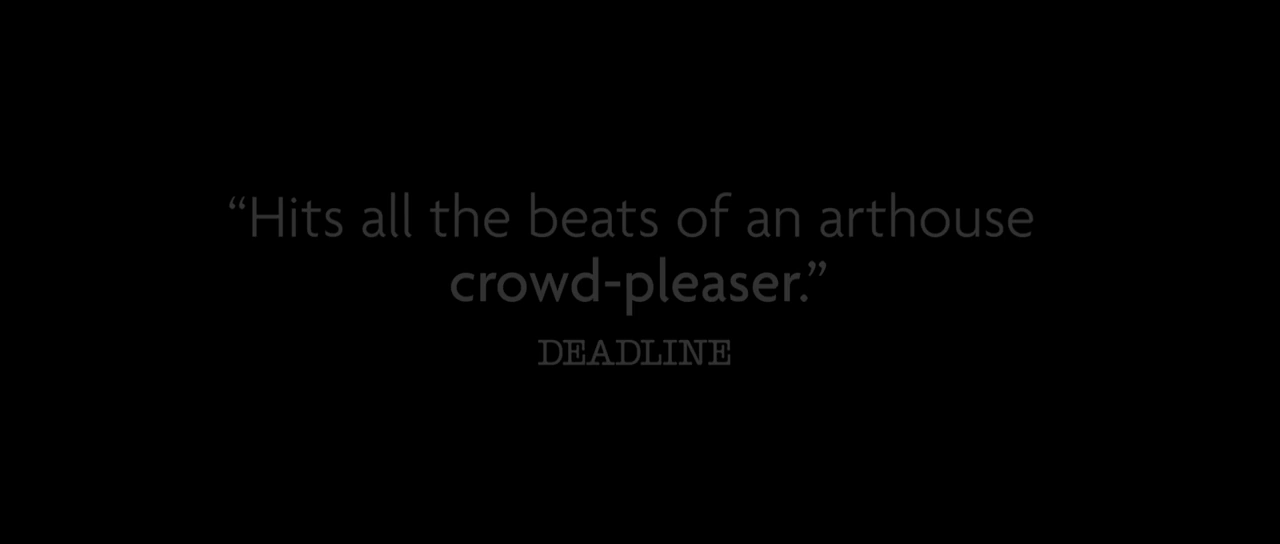 “Hits all the beats of an arthouse
crowd-pleaser.”
DEADLINE